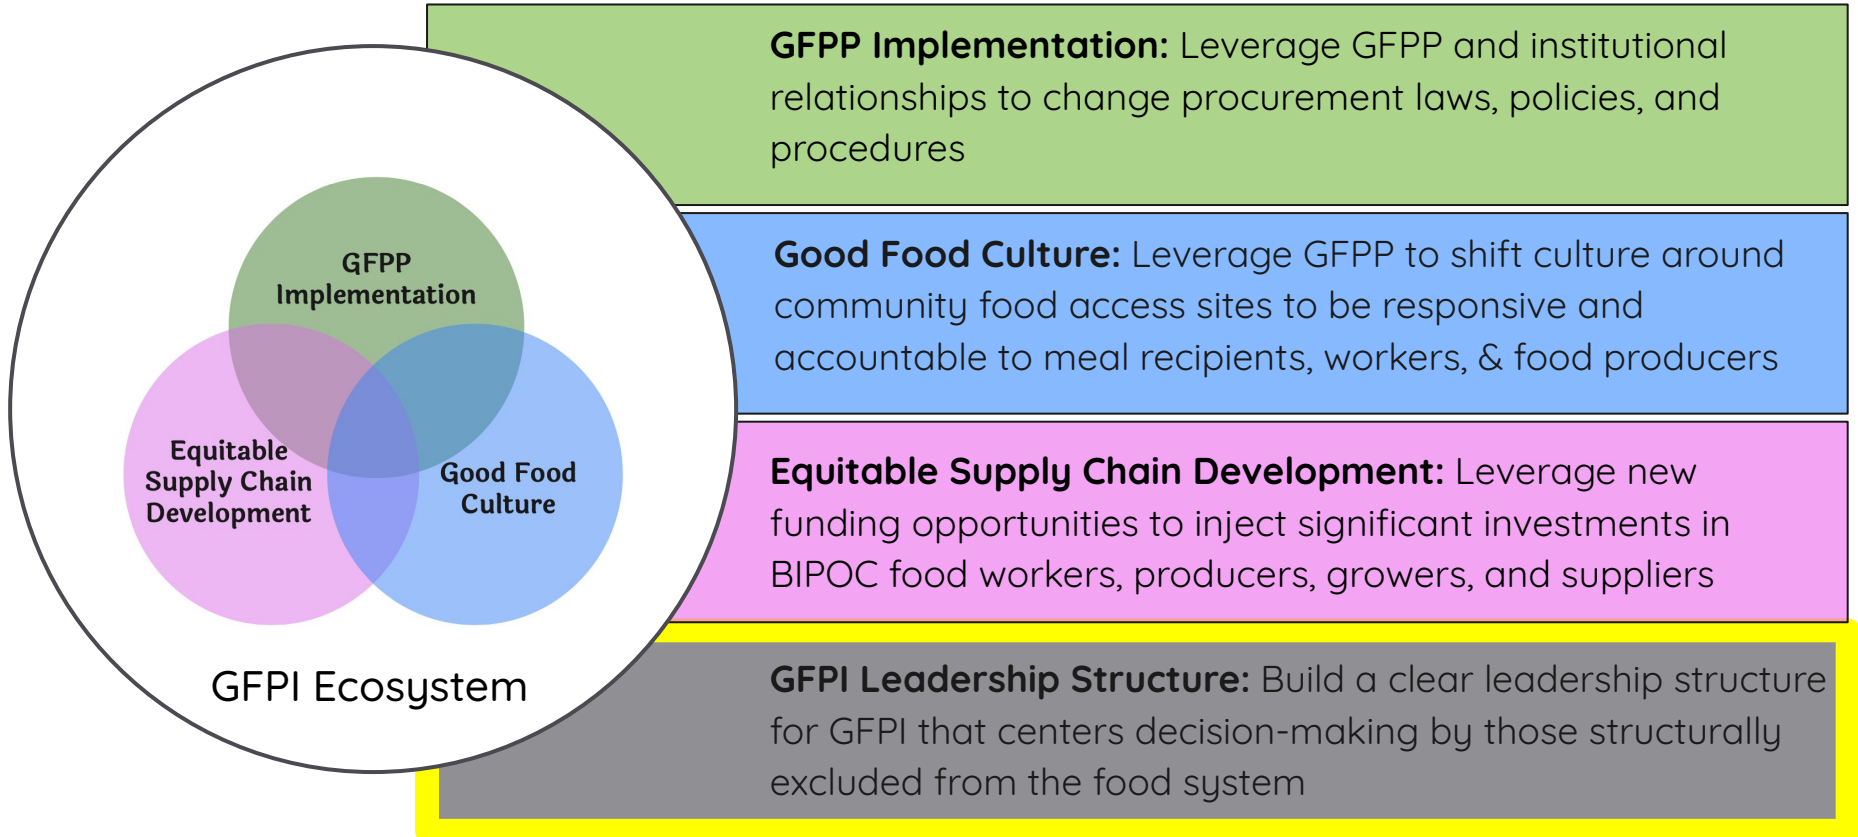 GFPP Implementation: Leverage GFPP and institutional
relationships to change procurement laws, policies, and
procedures
Good Food Culture: Leverage GFPP to shift culture around
community food access sites to be responsive and
accountable to meal recipients, workers, & food producers
Equitable Supply Chain Development: Leverage new
funding opportunities to inject significant investments in
BIPOC food workers, producers, growers, and suppliers
GFPI Leadership Structure: Build a clear leadership structure
for GFPI that centers decision-making by those structurally
excluded from the food system
GFPP
Implementation
Equitable
Supply Chain
Development
Good Food
Culture
GFPI Ecosystem